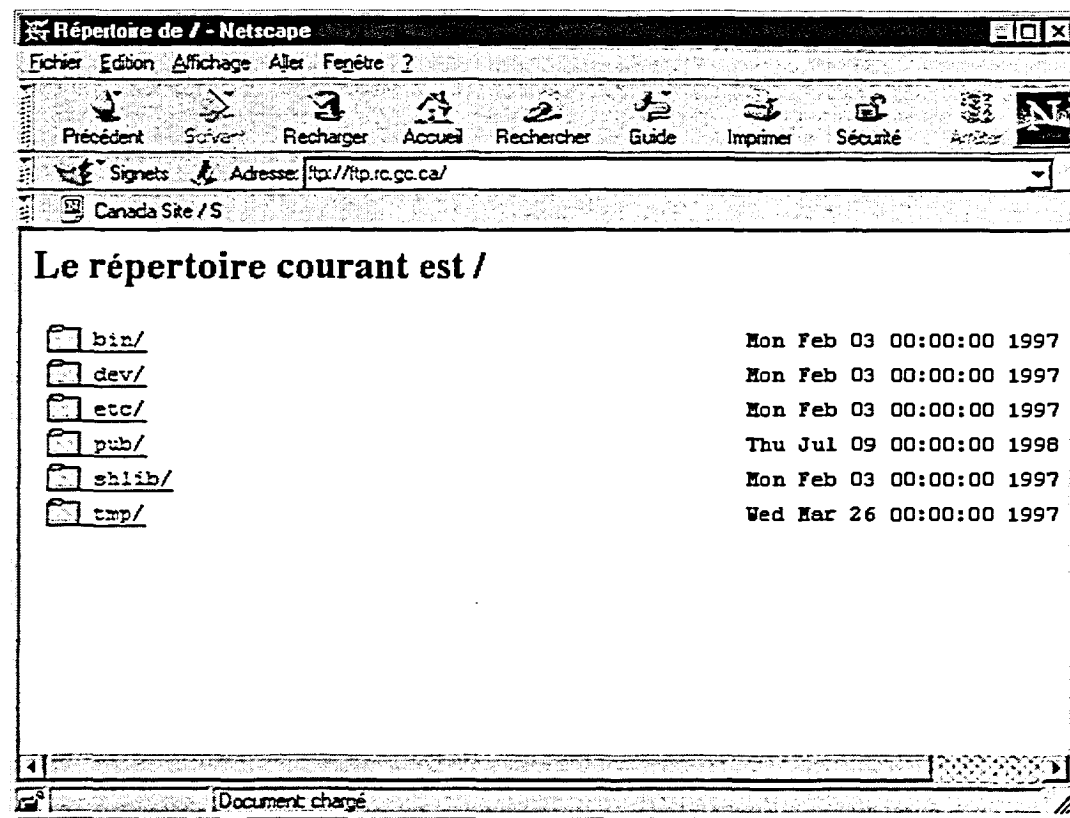 Répertoire de / - Netscape
Fichier Edition Affichage Aller Fenêtre ?
Précédent Suivant Recharger Accueil Rechercher Guide Imprimer Sécurité Arrêter N
Signets Adresse: ftp://ftp.rc.gc.ca/
Canada Site / S
Le répertoire courant est /
bin/ Mon Feb 03 00:00:00 1997
dev/ Mon Feb 03 00:00:00 1997
etc/ Mon Feb 03 00:00:00 1997
pub/ Thu Jul 09 00:00:00 1998
shlib/ Mon Feb 03 00:00:00 1997
tmp/ Wed Mar 26 00:00:00 1997
Document chargé